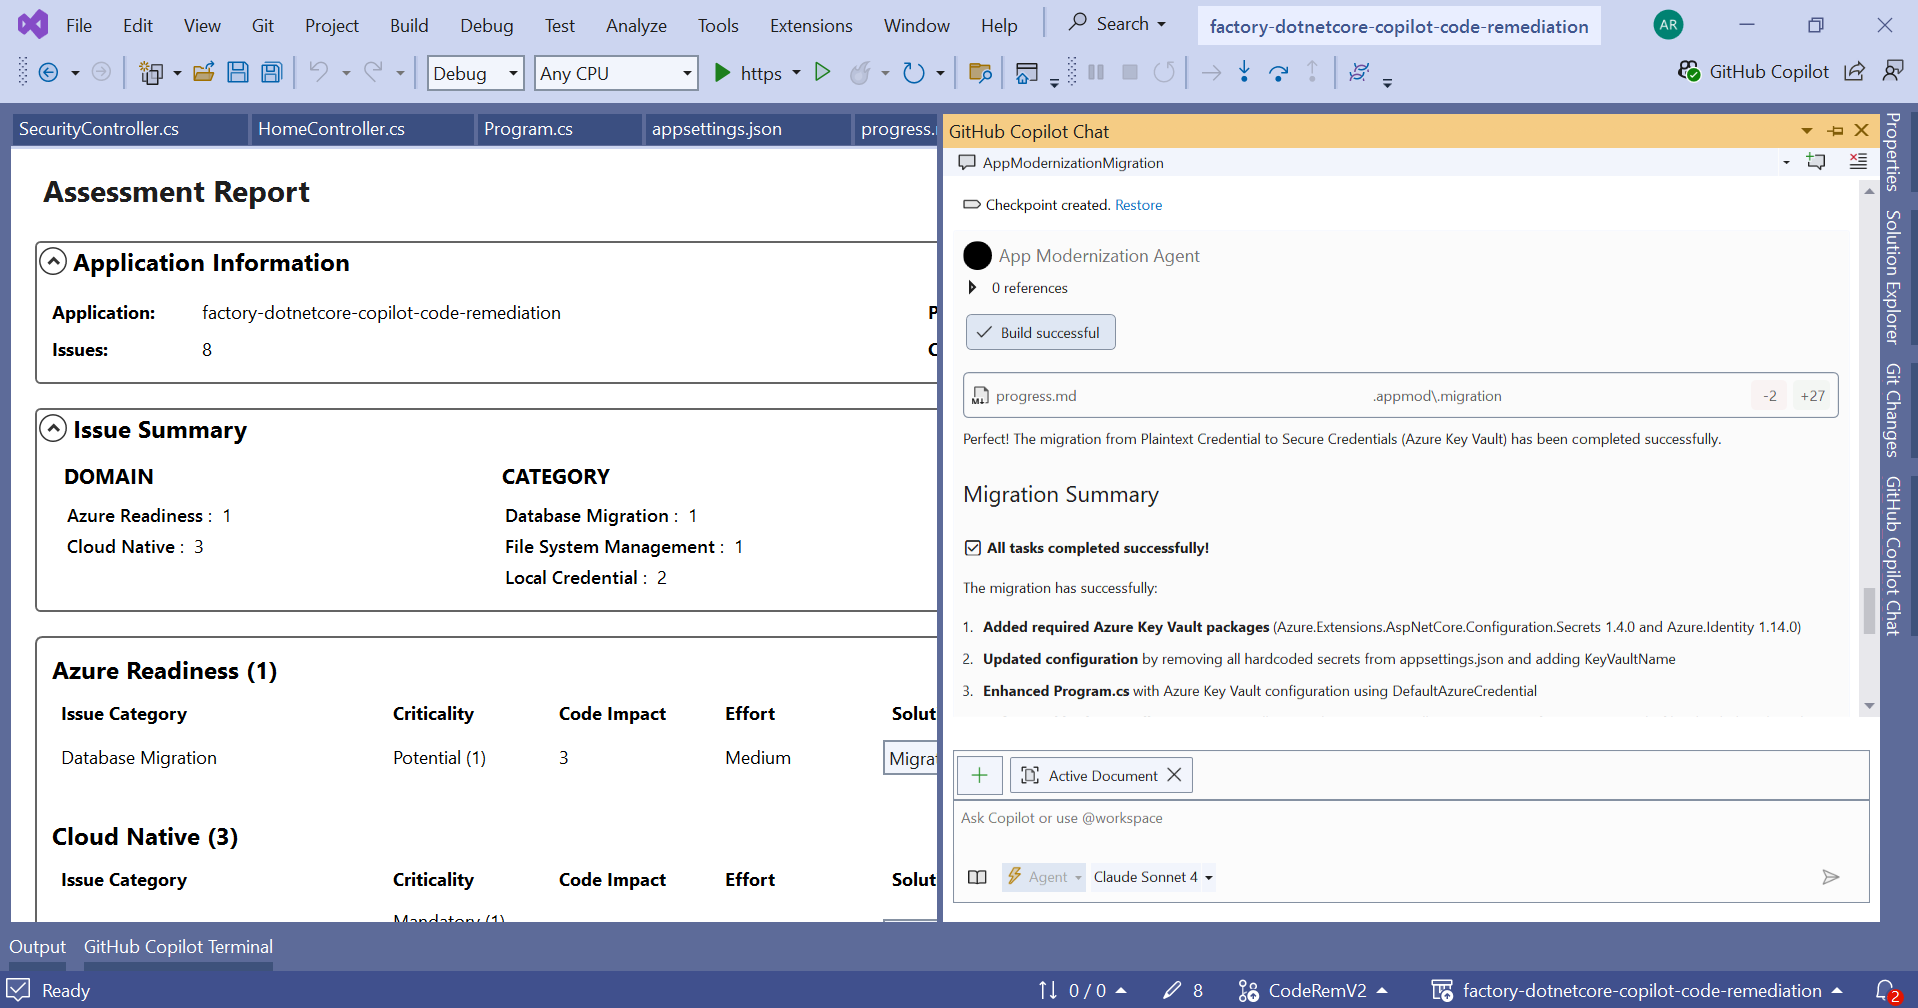 File Edit View Git Project Build Debug Test Analyze Tools Extensions Window Help Search factory-dotnetcore-copilot-code-remediation AR
Debug Any CPU https GitHub Copilot
SecurityController.cs HomeController.cs Program.cs appsettings.json progress.
Assessment Report
Application Information
Application: factory-dotnetcore-copilot-code-remediation P
Issues: 8 C
Issue Summary
DOMAIN CATEGORY
Azure Readiness : 1 Database Migration : 1
Cloud Native : 3 File System Management : 1
Local Credential : 2
Azure Readiness (1)
Issue Category Criticality Code Impact Effort Solut
Database Migration Potential (1) 3 Medium Migrat
Cloud Native (3)
Issue Category Criticality Code Impact Effort Solut
Mandatory (1)
GitHub Copilot Chat
AppModernizationMigration
Checkpoint created. Restore
App Modernization Agent
0 references
Build successful
M↓ progress.md .appmod\.migration -2 +27
Perfect! The migration from Plaintext Credential to Secure Credentials (Azure Key Vault) has been completed successfully.
Migration Summary
All tasks completed successfully!
The migration has successfully:
1. Added required Azure Key Vault packages (Azure.Extensions.AspNetCore.Configuration.Secrets 1.4.0 and Azure.Identity 1.14.0)
2. Updated configuration by removing all hardcoded secrets from appsettings.json and adding KeyVaultName
3. Enhanced Program.cs with Azure Key Vault configuration using DefaultAzureCredential
Active Document
Ask Copilot or use @workspace
Agent Claude Sonnet 4
Properties
Solution Explorer
Git Changes
GitHub Copilot Chat
Output GitHub Copilot Terminal
Ready 0 / 0 8 CodeRemV2 factory-dotnetcore-copilot-code-remediation 2